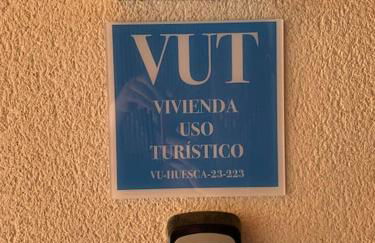 VUT
VIVIENDA
USO
TURÍSTICO
VU-HUESCA-23-223